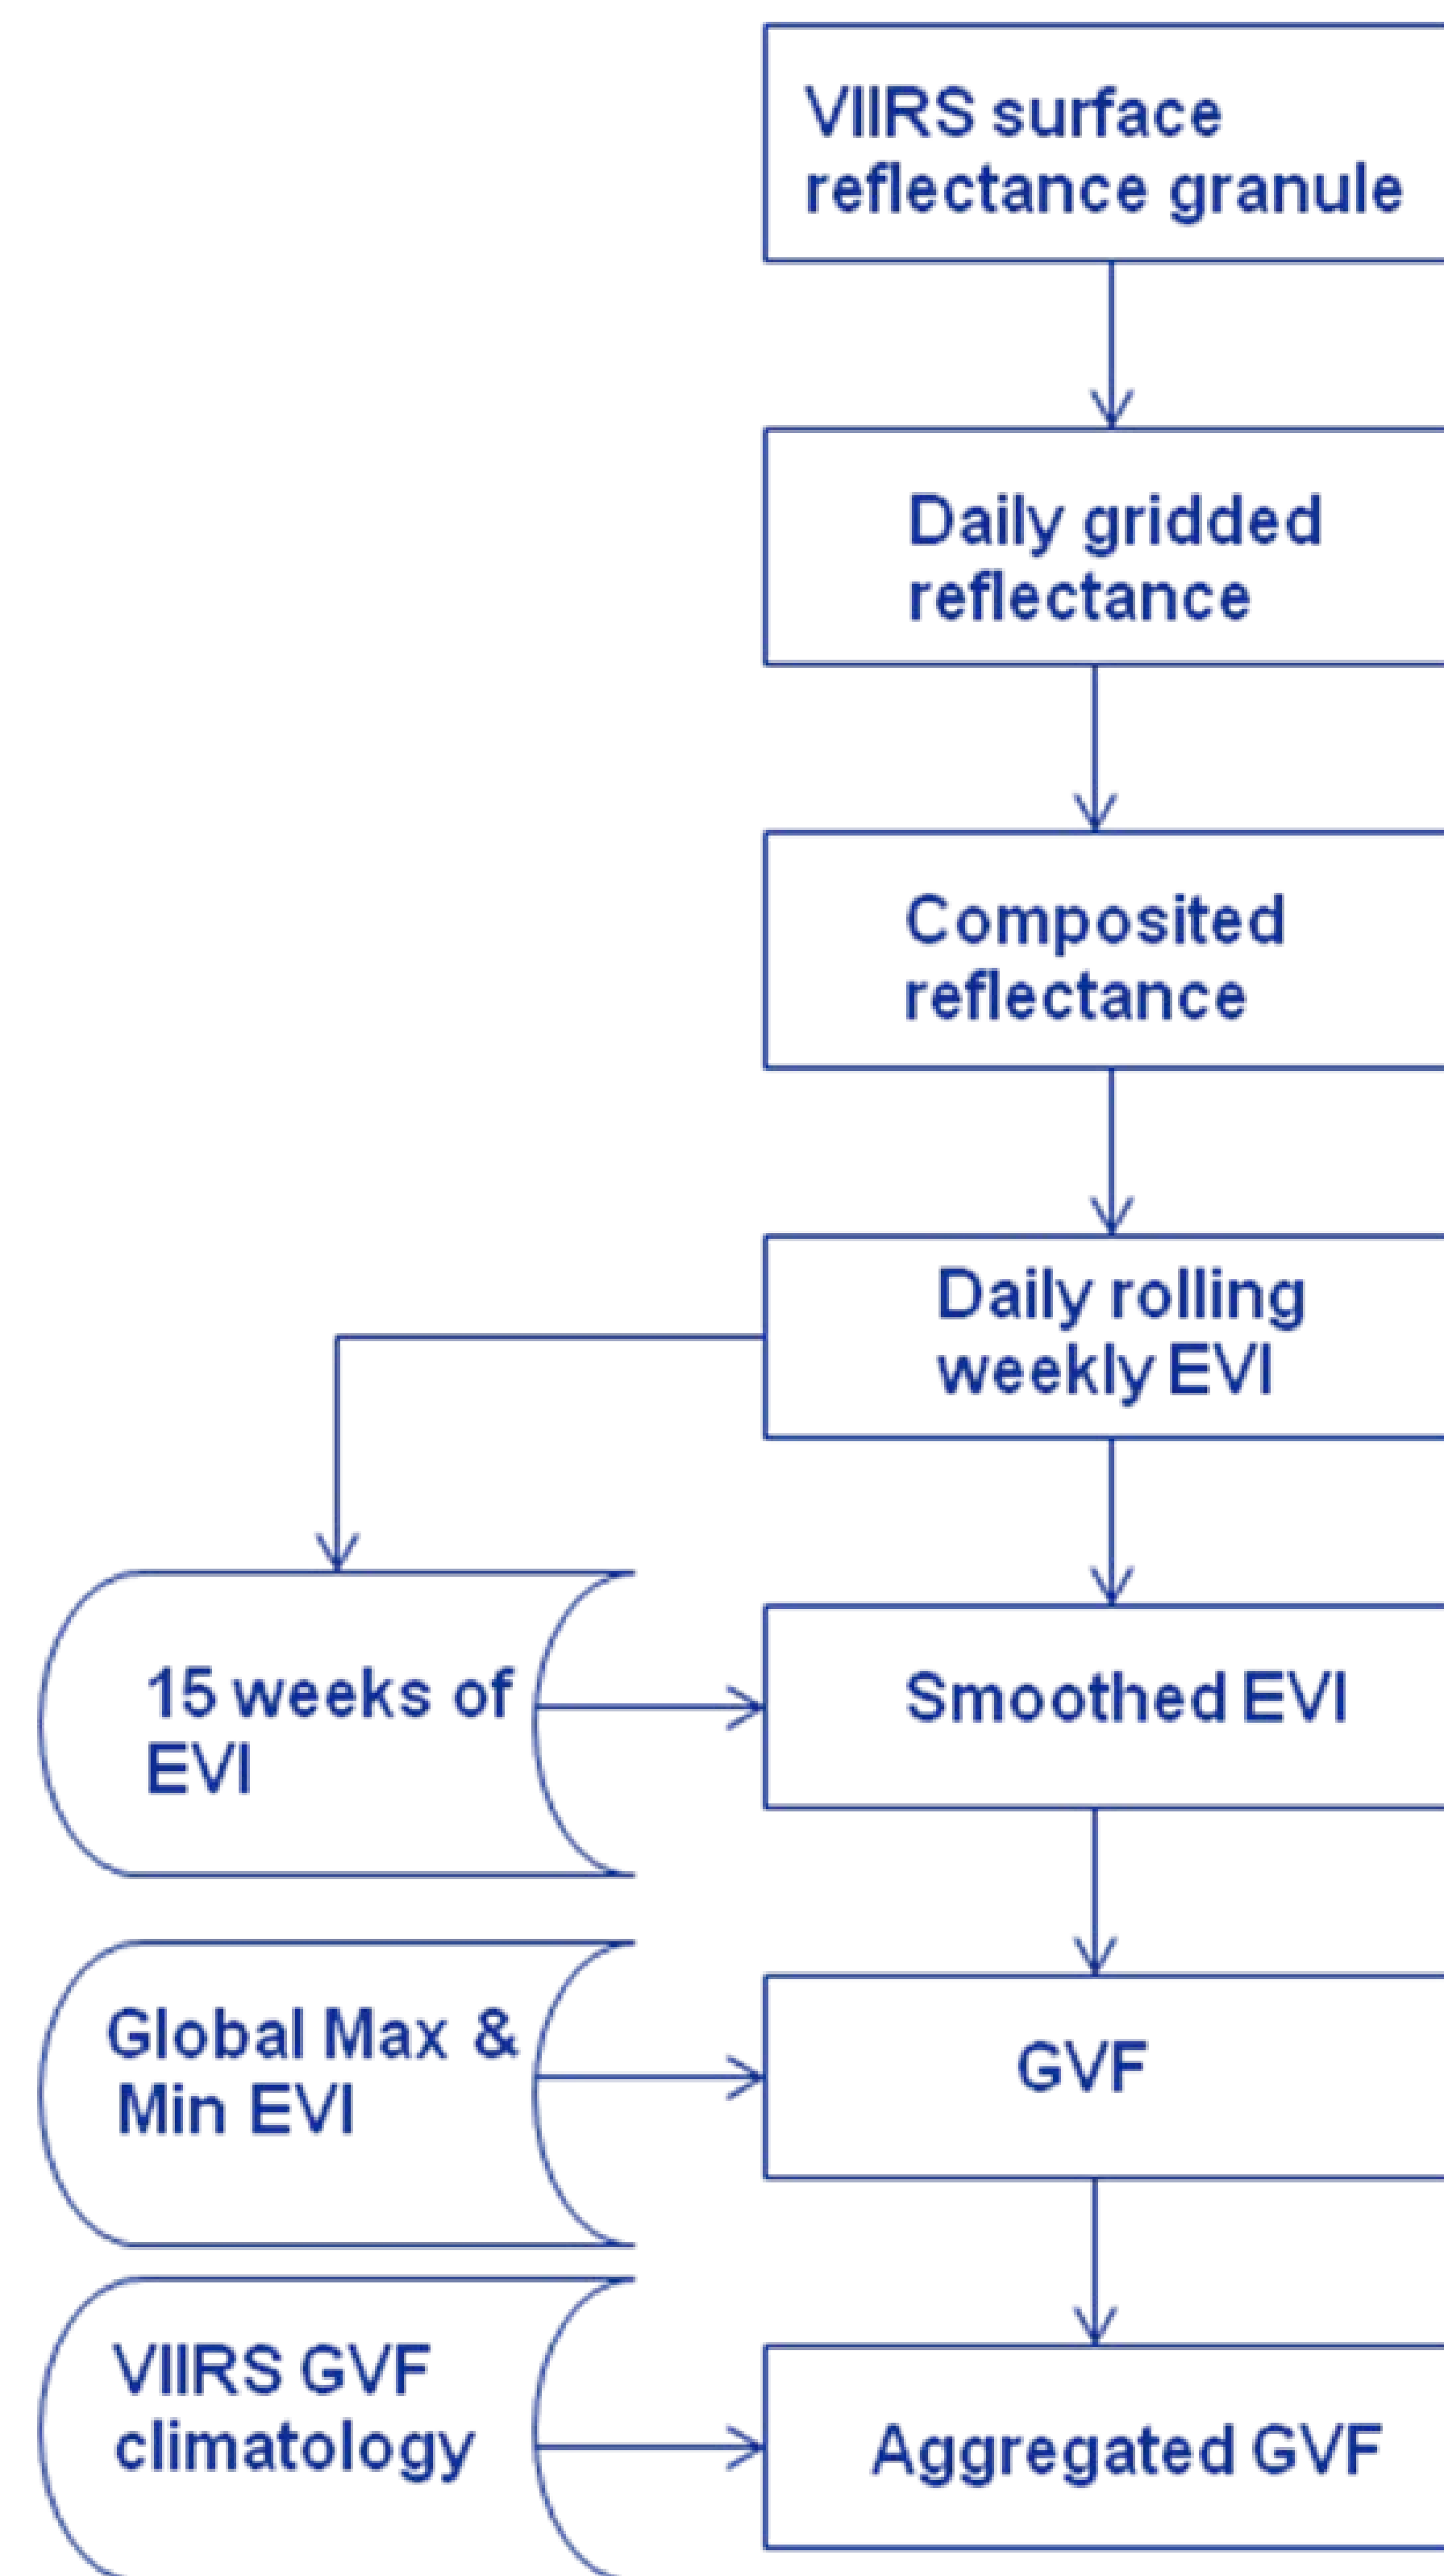 VIIRS surface
reflectance granule
Daily gridded
reflectance
Composited
reflectance
Daily rolling
weekly EVI
15 weeks of
EVI
Smoothed EVI
Global Max &
Min EVI
GVF
VIIRS GVF
climatology
Aggregated GVF